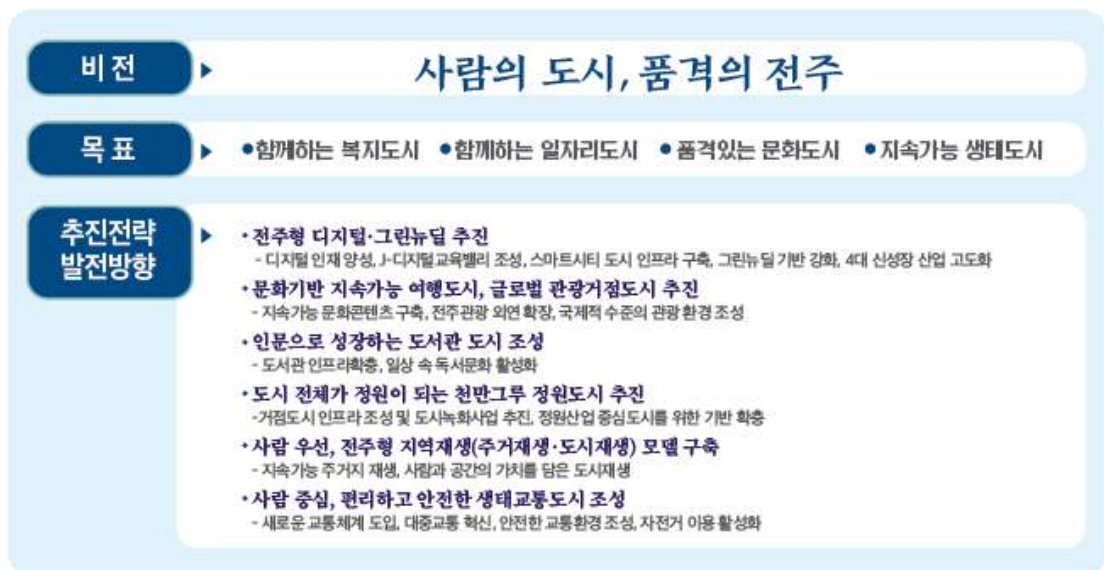 비 전
사람의 도시, 품격의 전주
목 표
•함께하는 복지도시 •함께하는 일자리도시 •품격있는 문화도시 •지속가능 생태도시
추진전략
발전방향
·전주형 디지털·그린뉴딜 추진
- 디지털 인재 양성, J-디지털교육밸리 조성, 스마트시티 도시 인프라 구축, 그린뉴딜 기반 강화, 4대 신성장 산업 고도화
·문화기반 지속가능 여행도시, 글로벌 관광거점도시 추진
- 지속가능 문화콘텐츠 구축, 전주관광 외연 확장, 국제적 수준의 관광 환경 조성
·인문으로 성장하는 도서관 도시 조성
- 도서관 인프라확충, 일상 속 독서문화 활성화
·도시 전체가 정원이 되는 천만그루 정원도시 추진
-거점도시 인프라 조성 및 도시녹화사업 추진, 정원산업 중심도시를 위한 기반 확충
·사람 우선, 전주형 지역재생(주거재생·도시재생) 모델 구축
- 지속가능 주거지 재생, 사람과 공간의 가치를 담은 도시재생
·사람 중심, 편리하고 안전한 생태교통도시 조성
- 새로운 교통체계 도입, 대중교통 혁신, 안전한 교통환경 조성, 자전거 이용 활성화